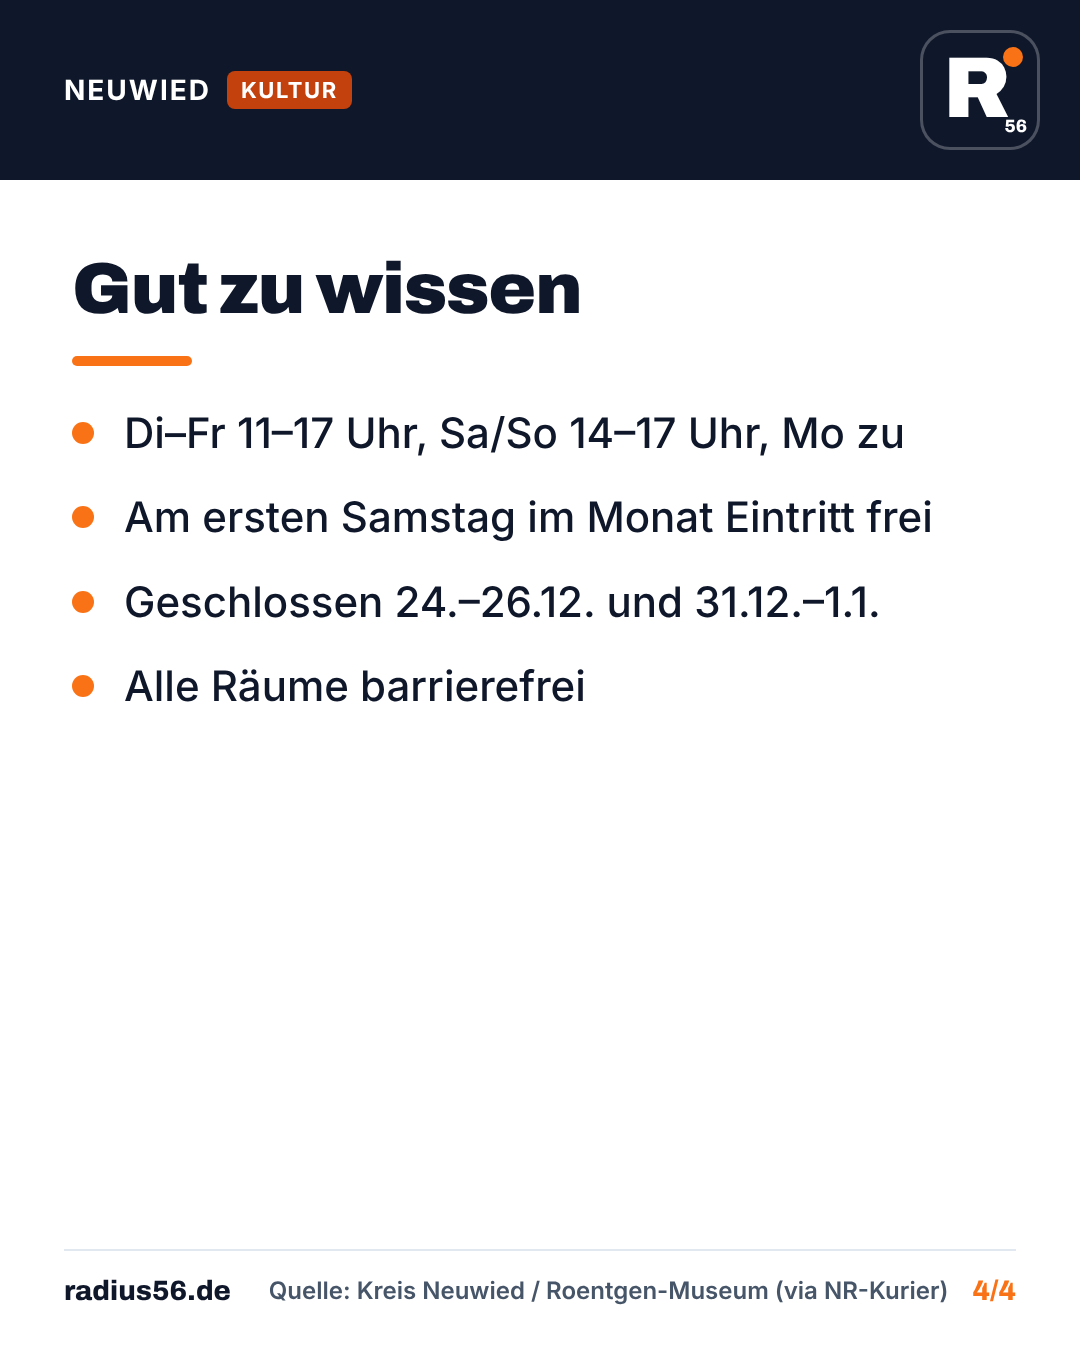 NEUWIED KULTUR
R
56
Gut zu wissen
Di–Fr 11–17 Uhr, Sa/So 14–17 Uhr, Mo zu
Am ersten Samstag im Monat Eintritt frei
Geschlossen 24.–26.12. und 31.12.–1.1.
Alle Räume barrierefrei
radius56.de Quelle: Kreis Neuwied / Roentgen-Museum (via NR-Kurier) 4/4